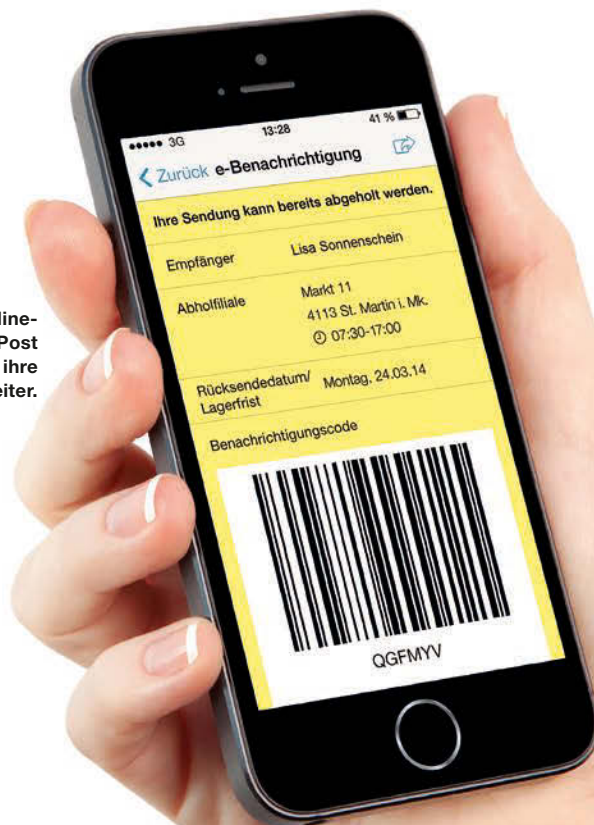 line-
Post
ihre
eiter.
3G 13:28 41 %
Zurück e-Benachrichtigung
Ihre Sendung kann bereits abgeholt werden.
Empfänger Lisa Sonnenschein
Abholfiliale Markt 11
4113 St. Martin i. Mk.
07:30-17:00
Rücksendedatum/ Montag, 24.03.14
Lagerfrist
Benachrichtigungscode
QGFMYV